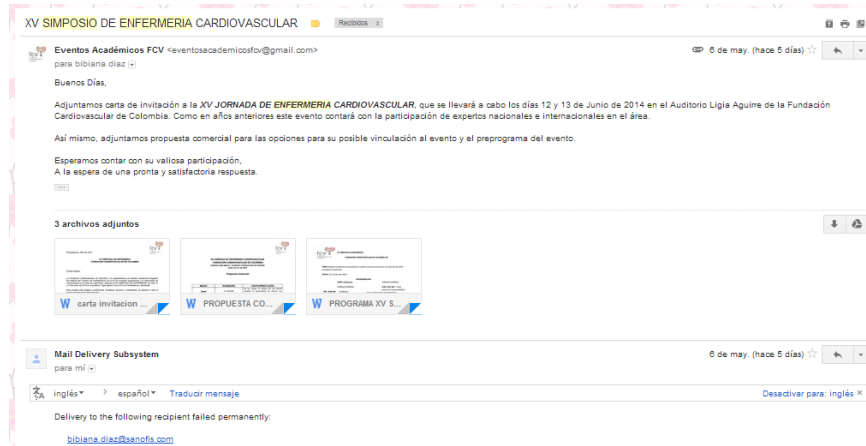 XV SIMPOSIO DE ENFERMERIA CARDIOVASCULAR
Recibidos x
Eventos Académicos FCV <eventosacademicosfcv@gmail.com>
6 de may. (hace 5 días)
para bibiana.diaz
Buenos Días,
Adjuntamos carta de invitación a la XV JORNADA DE ENFERMERIA CARDIOVASCULAR, que se llevará a cabo los días 12 y 13 de Junio de 2014 en el Auditorio Ligia Aguirre de la Fundación
Cardiovascular de Colombia. Como en años anteriores este evento contará con la participación de expertos nacionales e internacionales en el área.
Así mismo, adjuntamos propuesta comercial para las opciones para su posible vinculación al evento y el preprograma del evento.
Esperamos contar con su valiosa participación,
A la espera de una pronta y satisfactoria respuesta.
3 archivos adjuntos
W carta invitacion
W PROPUESTA CO...
W PROGRAMA XV S...
Mail Delivery Subsystem
6 de may. (hace 5 días)
para mí
inglés > español Traducir mensaje
Desactivar para: inglés ×
Delivery to the following recipient failed permanently:
bibiana.diaz@sanofis.com